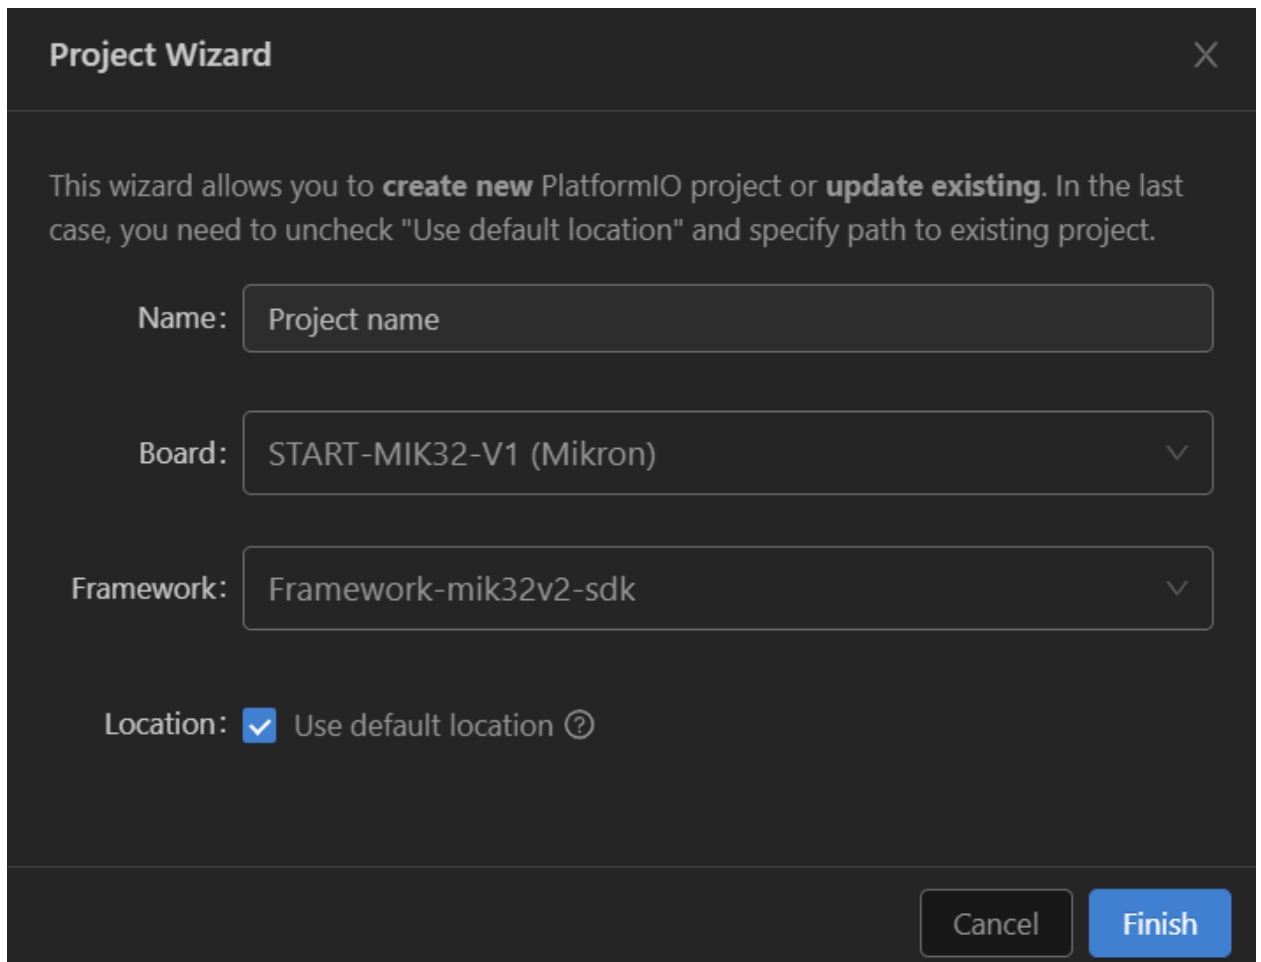 Project Wizard
This wizard allows you to create new PlatformIO project or update existing. In the last
case, you need to uncheck "Use default location" and specify path to existing project.
Name: Project name
Board: START-MIK32-V1 (Mikron)
Framework: Framework-mik32v2-sdk
Location: Use default location
Cancel Finish